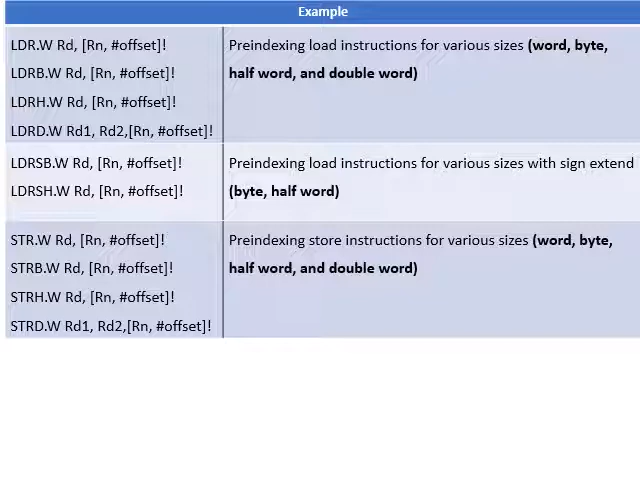 Example
LDR.W Rd, [Rn, #offset]!
LDRB.W Rd, [Rn, #offset]!
LDRH.W Rd, [Rn, #offset]!
LDRD.W Rd1, Rd2,[Rn, #offset]!
Preindexing load instructions for various sizes (word, byte,
half word, and double word)
LDRSB.W Rd, [Rn, #offset]!
LDRSH.W Rd, [Rn, #offset]!
Preindexing load instructions for various sizes with sign extend
(byte, half word)
STR.W Rd, [Rn, #offset]!
STRB.W Rd, [Rn, #offset]!
STRH.W Rd, [Rn, #offset]!
STRD.W Rd1, Rd2,[Rn, #offset]!
Preindexing store instructions for various sizes (word, byte,
half word, and double word)